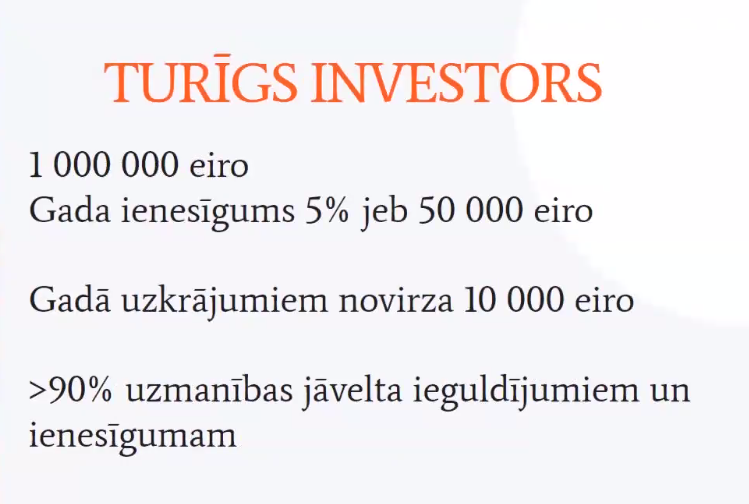 TURĪGS INVESTORS
1 000 000 eiro
Gada ienesīgums 5% jeb 50 000 eiro
Gadā uzkrājumiem novirza 10 000 eiro
>90% uzmanības jāvelta ieguldījumiem un
ienesīgumam